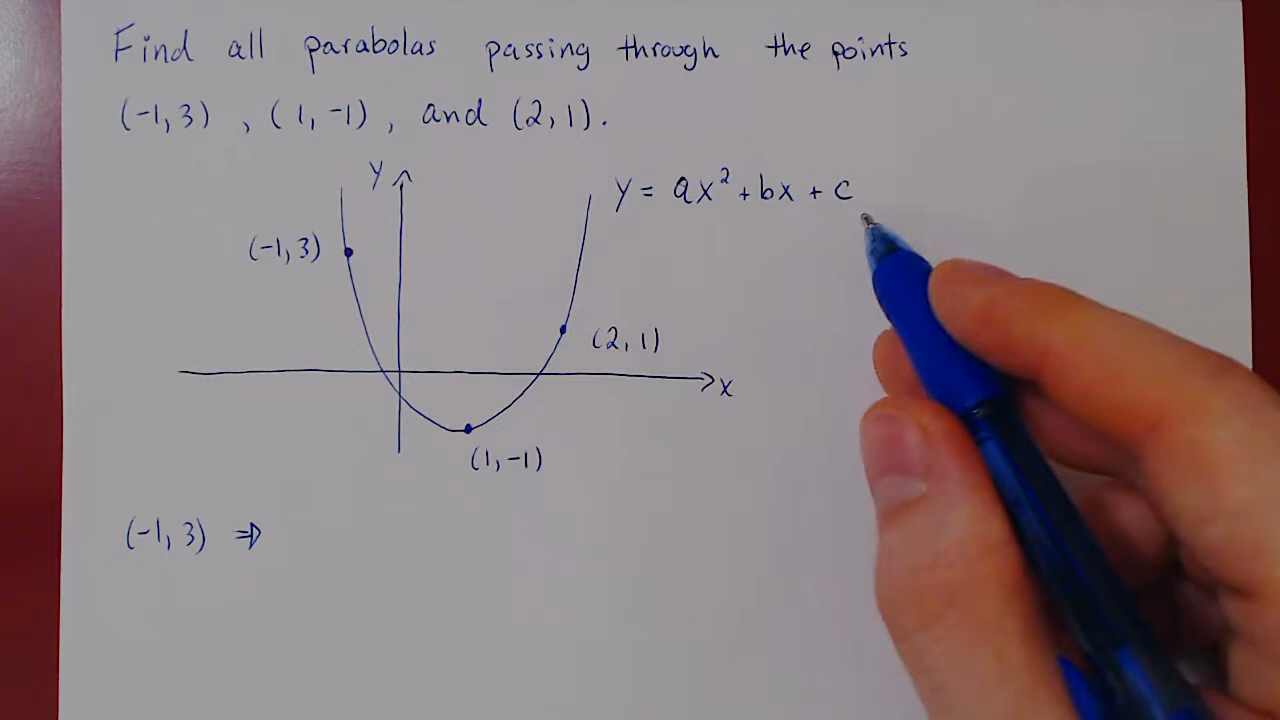 Find all parabolas passing through the points
(-1, 3) , (1, -1) , and (2, 1).
y
y = ax² + bx + c
(-1, 3)
(2, 1)
x
(1, -1)
(-1, 3) ⇒